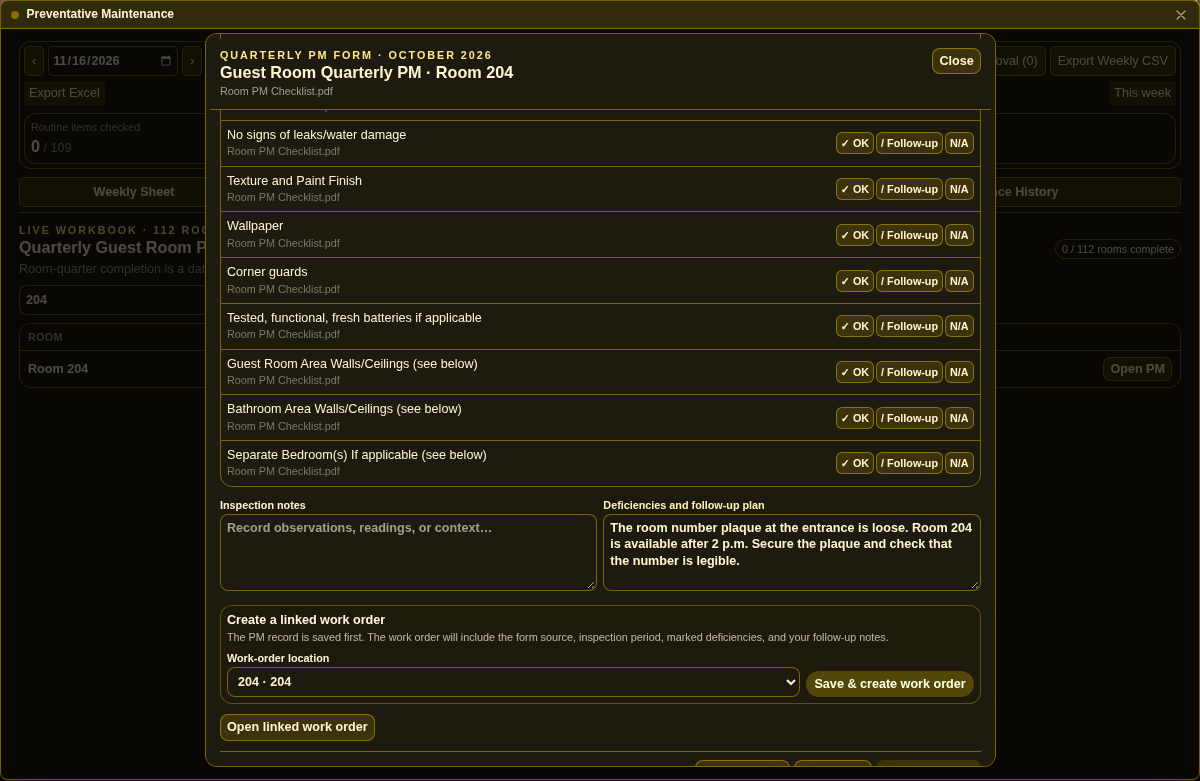 Preventative Maintenance
11/16/2026
oval (0)
Export Weekly CSV
Export Excel
This week
Routine items checked
0 / 109
Weekly Sheet
nce History
LIVE WORKBOOK · 112 ROO
Quarterly Guest Room P
Room-quarter completion is a dat
0 / 112 rooms complete
204
ROOM
Room 204
Open PM
QUARTERLY PM FORM · OCTOBER 2026
Guest Room Quarterly PM · Room 204
Room PM Checklist.pdf
Close
No signs of leaks/water damage
Room PM Checklist.pdf
✓ OK / Follow-up N/A
Texture and Paint Finish
Room PM Checklist.pdf
✓ OK / Follow-up N/A
Wallpaper
Room PM Checklist.pdf
✓ OK / Follow-up N/A
Corner guards
Room PM Checklist.pdf
✓ OK / Follow-up N/A
Tested, functional, fresh batteries if applicable
Room PM Checklist.pdf
✓ OK / Follow-up N/A
Guest Room Area Walls/Ceilings (see below)
Room PM Checklist.pdf
✓ OK / Follow-up N/A
Bathroom Area Walls/Ceilings (see below)
Room PM Checklist.pdf
✓ OK / Follow-up N/A
Separate Bedroom(s) If applicable (see below)
Room PM Checklist.pdf
✓ OK / Follow-up N/A
Inspection notes
Record observations, readings, or context…
Deficiencies and follow-up plan
The room number plaque at the entrance is loose. Room 204
is available after 2 p.m. Secure the plaque and check that
the number is legible.
Create a linked work order
The PM record is saved first. The work order will include the form source, inspection period, marked deficiencies, and your follow-up notes.
Work-order location
204 · 204
Save & create work order
Open linked work order